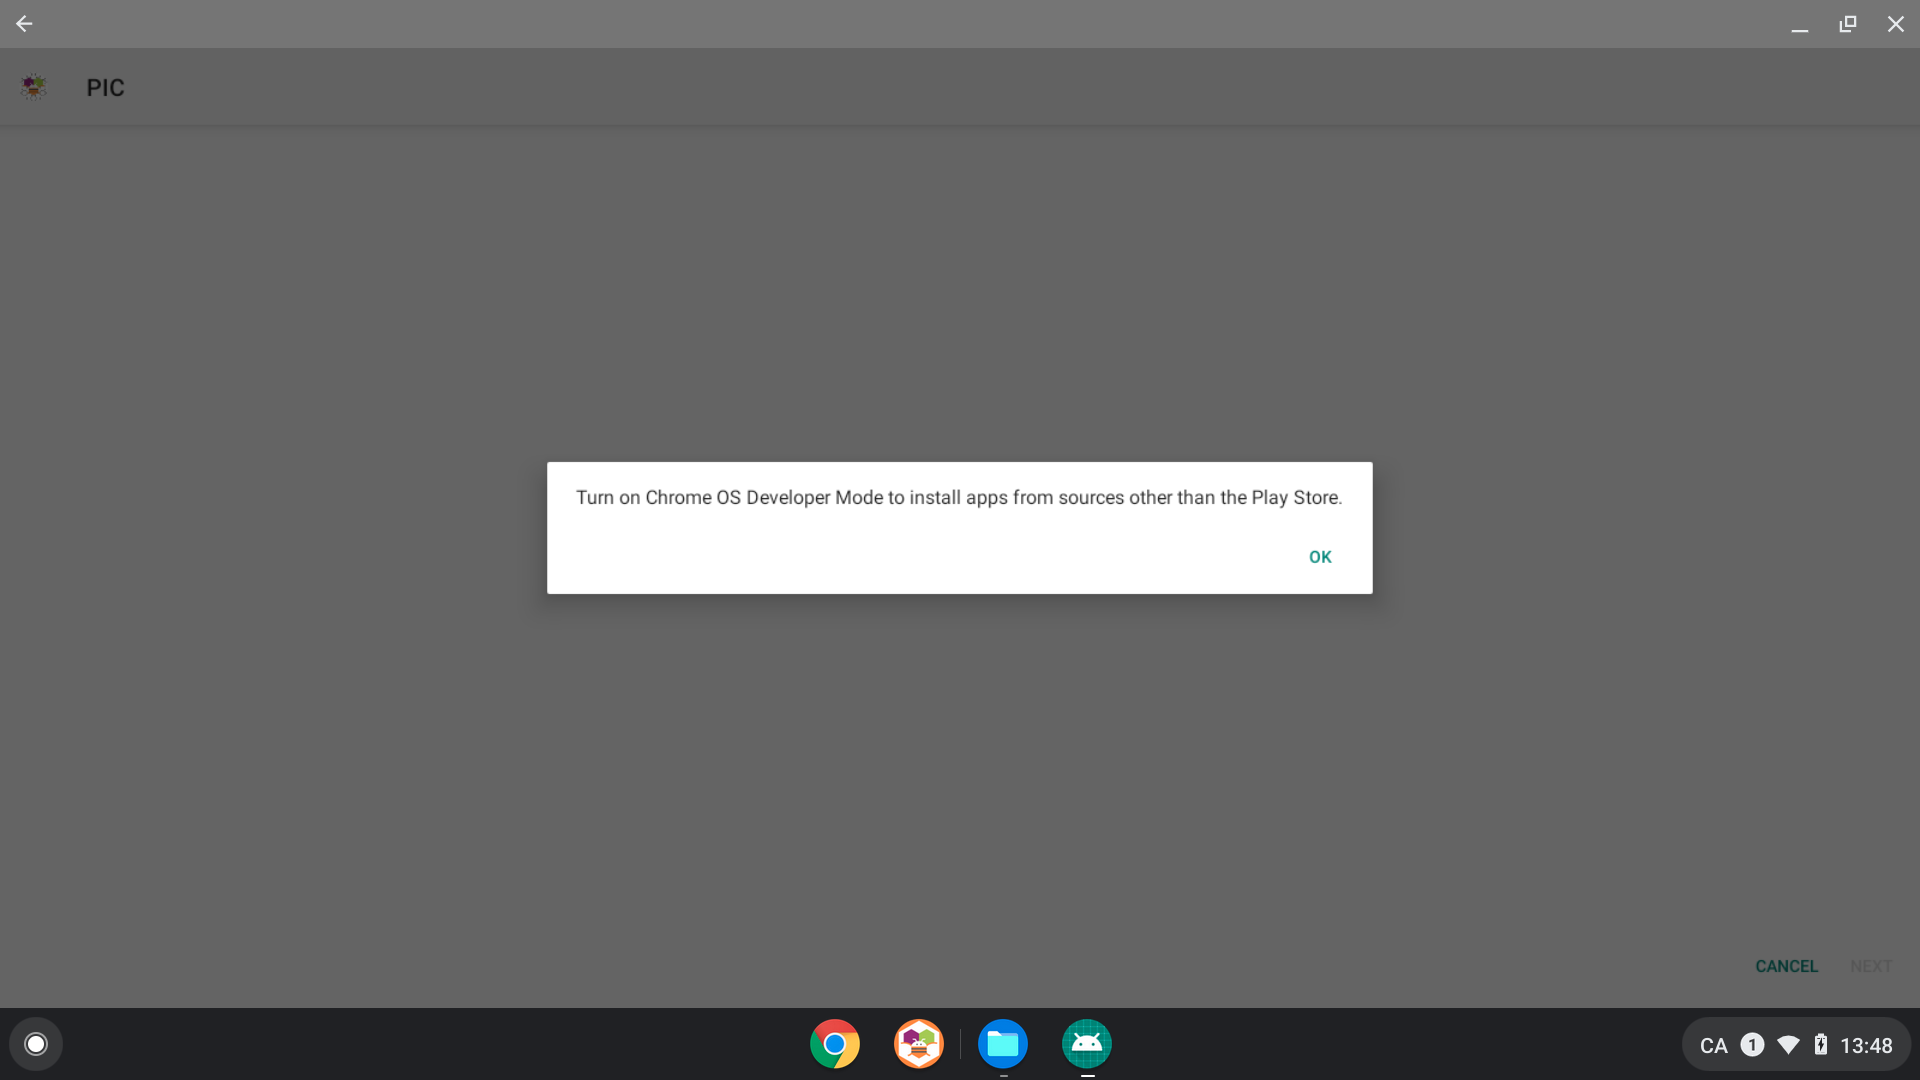 PIC
Turn on Chrome OS Developer Mode to install apps from sources other than the Play Store.
OK
CANCEL NEXT
CA 1 13:48